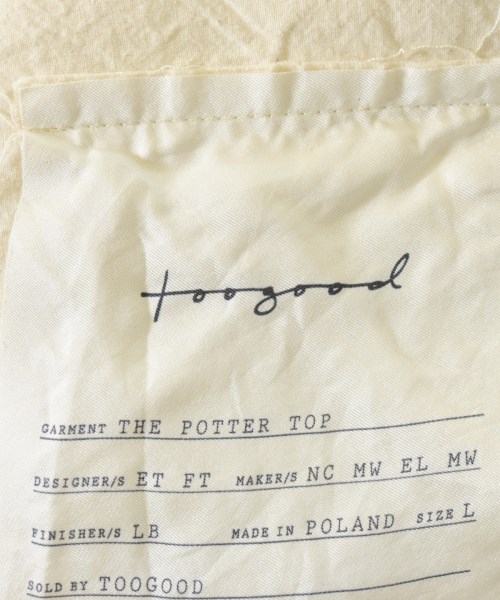 toogood
GARMENT THE POTTER TOP
DESIGNER/S ET FT MAKER/S NC MW EL MW
FINISHER/S LB MADE IN POLAND SIZE L
SOLD BY TOOGOOD